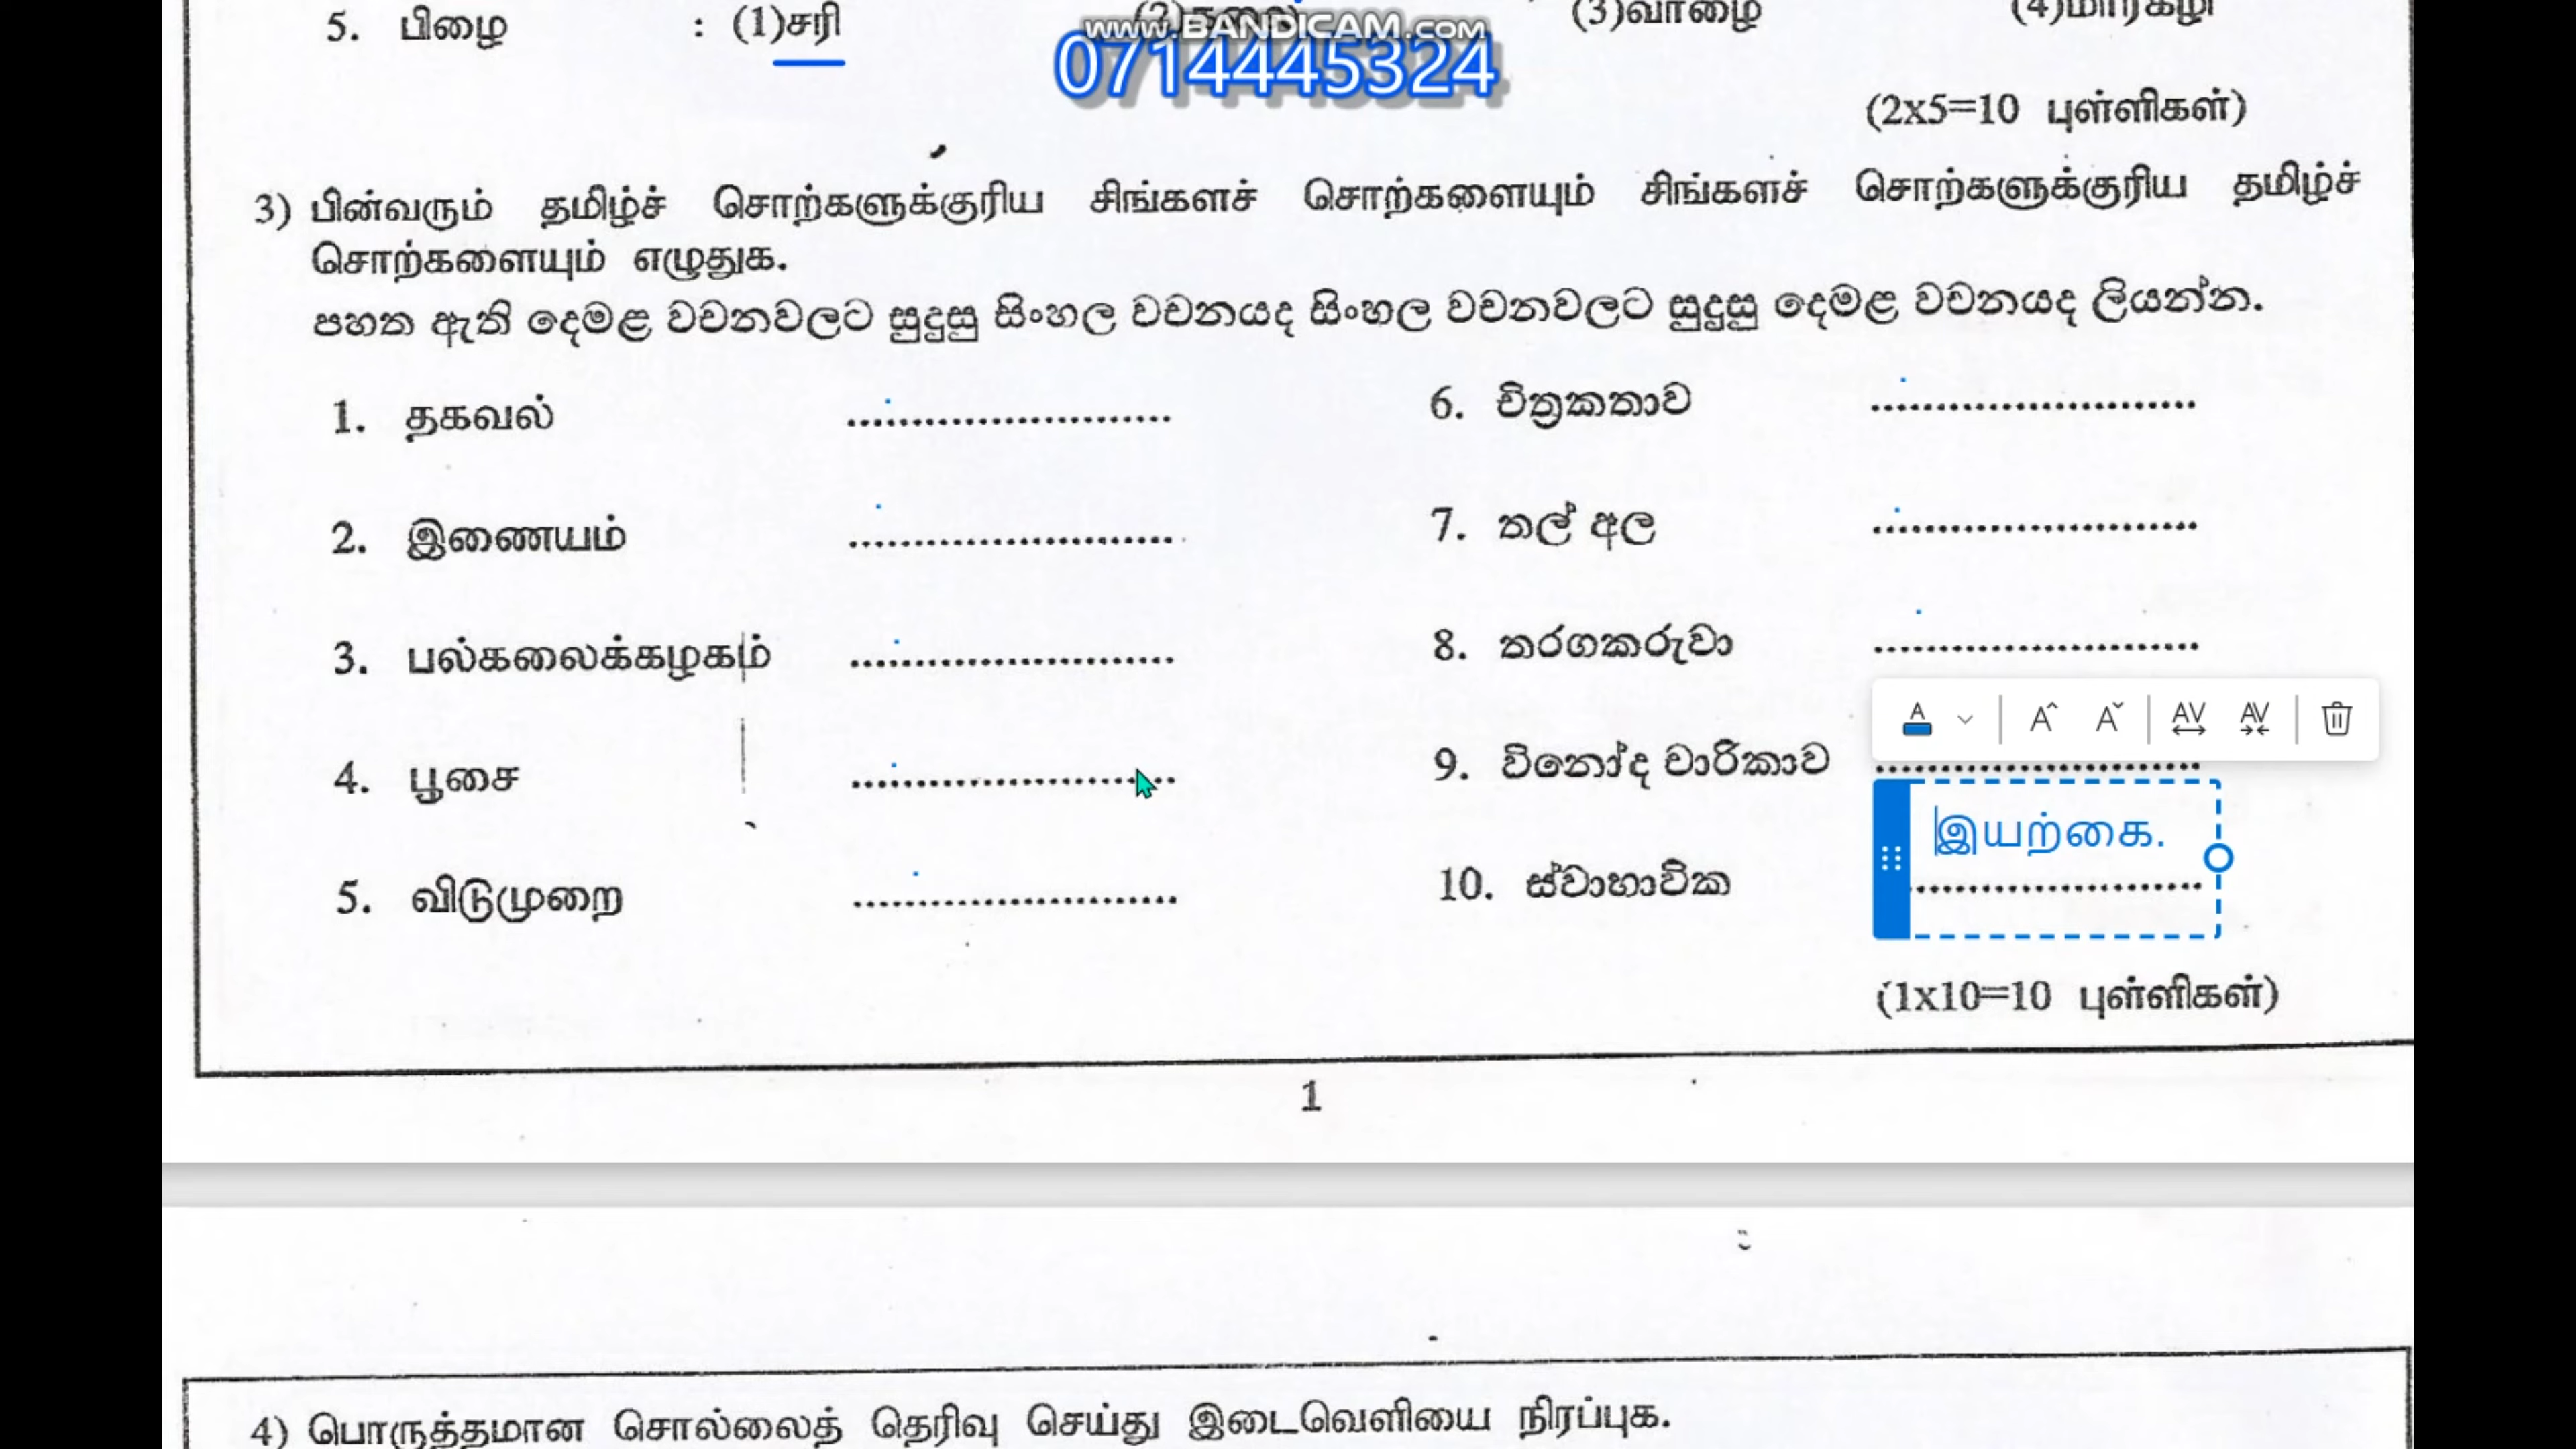 5. பிழை : (1)சரி (3)வாழை (4)மார்கழி
www.BANDICAM.com
0714445324
(2x5=10 புள்ளிகள்)
3) பின்வரும் தமிழ்ச் சொற்களுக்குரிய சிங்களச் சொற்களையும் சிங்களச் சொற்களுக்குரிய தமிழ்ச்
சொற்களையும் எழுதுக.
පහත ඇති දෙමළ වචනවලට සුදුසු සිංහල වචනයද සිංහල වචනවලට සුදුසු දෙමළ වචනයද ලියන්න.
1. தகவல் ........................
2. இணையம் ........................
3. பல்கலைக்கழகம் ........................
4. பூசை ........................
5. விடுமுறை ........................
6. චිත්‍රකතාව ........................
7. තල් අල ........................
8. තරගකරුවා ........................
9. විනෝද චාරිකාව ........................
இயற்கை.
10. ස්වාභාවික ........................
(1x10=10 புள்ளிகள்)
1
4) பொருத்தமான சொல்லைத் தெரிவு செய்து இடைவெளியை நிரப்புக.